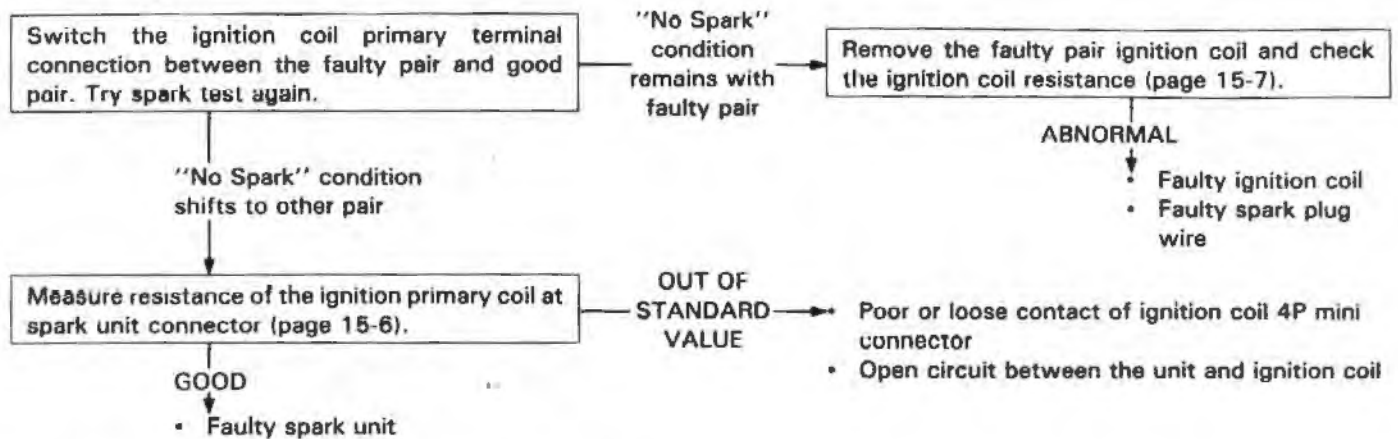 Switch the ignition coil primary terminal
connection between the faulty pair and good
pair. Try spark test again.
"No Spark"
condition
remains with
faulty pair
Remove the faulty pair ignition coil and check
the ignition coil resistance (page 15-7).
ABNORMAL
• Faulty ignition coil
• Faulty spark plug
wire
"No Spark" condition
shifts to other pair
Measure resistance of the ignition primary coil at
spark unit connector (page 15-6).
OUT OF
STANDARD
VALUE
• Poor or loose contact of ignition coil 4P mini
connector
• Open circuit between the unit and ignition coil
GOOD
• Faulty spark unit